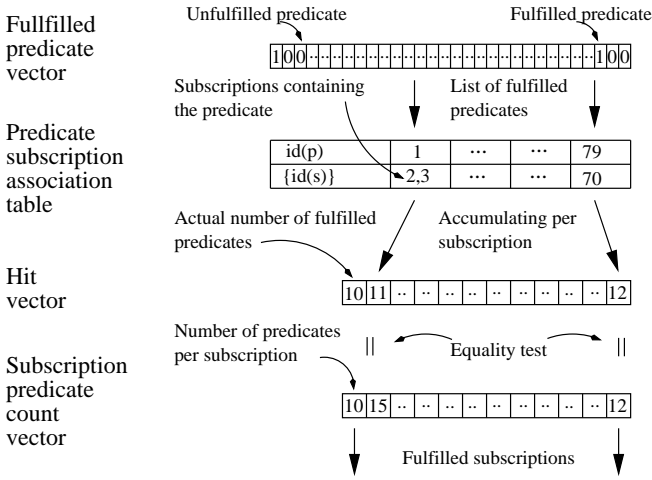 Fullfilled
predicate
vector
Unfulfilled predicate
Fulfilled predicate
1 0 0 ........ 1 0 0
Subscriptions containing
the predicate
List of fulfilled
predicates
Predicate
subscription
association
table
id(p) 1 ... ... 79
{id(s)} 2,3 ... ... 70
Actual number of fulfilled
predicates
Accumulating per
subscription
Hit
vector
10 11 .. .. .. .. .. .. .. .. .. 12
Number of predicates
per subscription
|| Equality test ||
Subscription
predicate
count
vector
10 15 .. .. .. .. .. .. .. .. .. 12
Fulfilled subscriptions